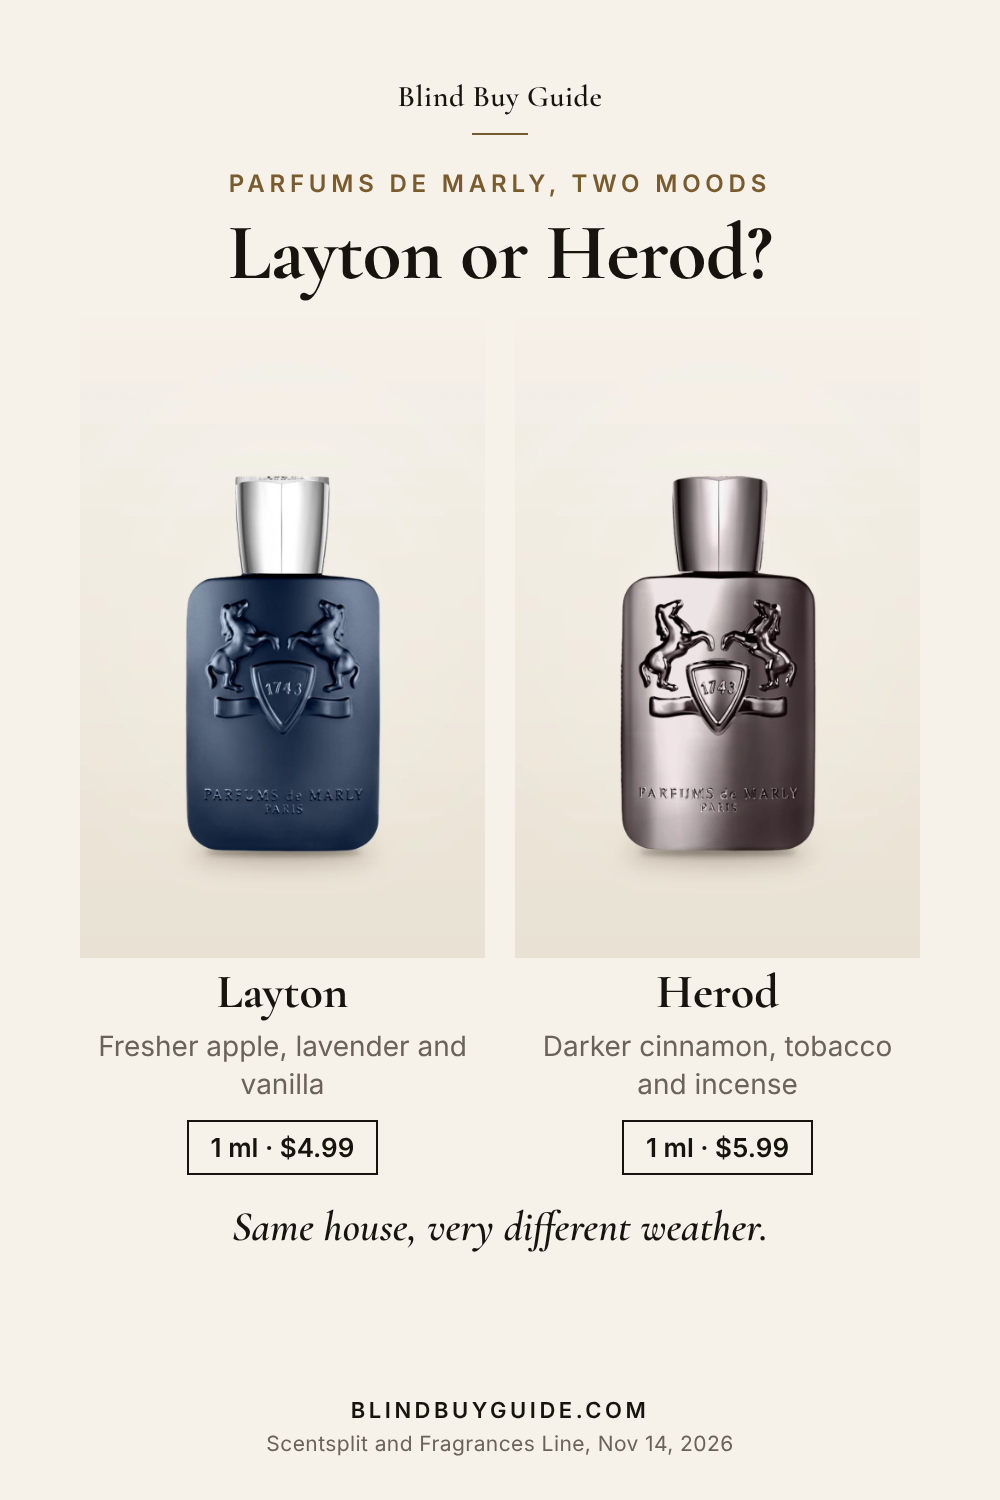 Blind Buy Guide
PARFUMS DE MARLY, TWO MOODS
Layton or Herod?
1743
PARFUMS de MARLY
PARIS
1743
PARFUMS de MARLY
PARIS
Layton
Fresher apple, lavender and
vanilla
1 ml · $4.99
Herod
Darker cinnamon, tobacco
and incense
1 ml · $5.99
Same house, very different weather.
BLINDBUYGUIDE.COM
Scentsplit and Fragrances Line, Nov 14, 2026